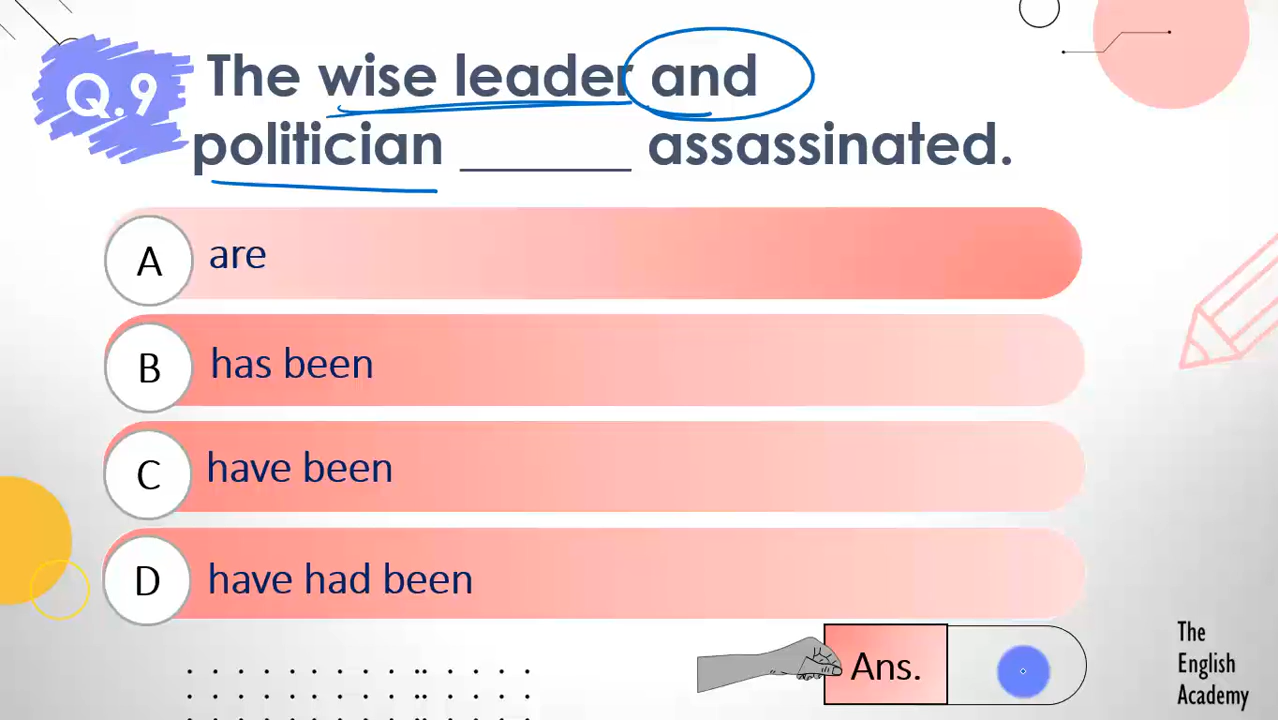 Q.9
The wise leader and
politician ______ assassinated.
A are
B has been
C have been
D have had been
Ans.
The
English
Academy